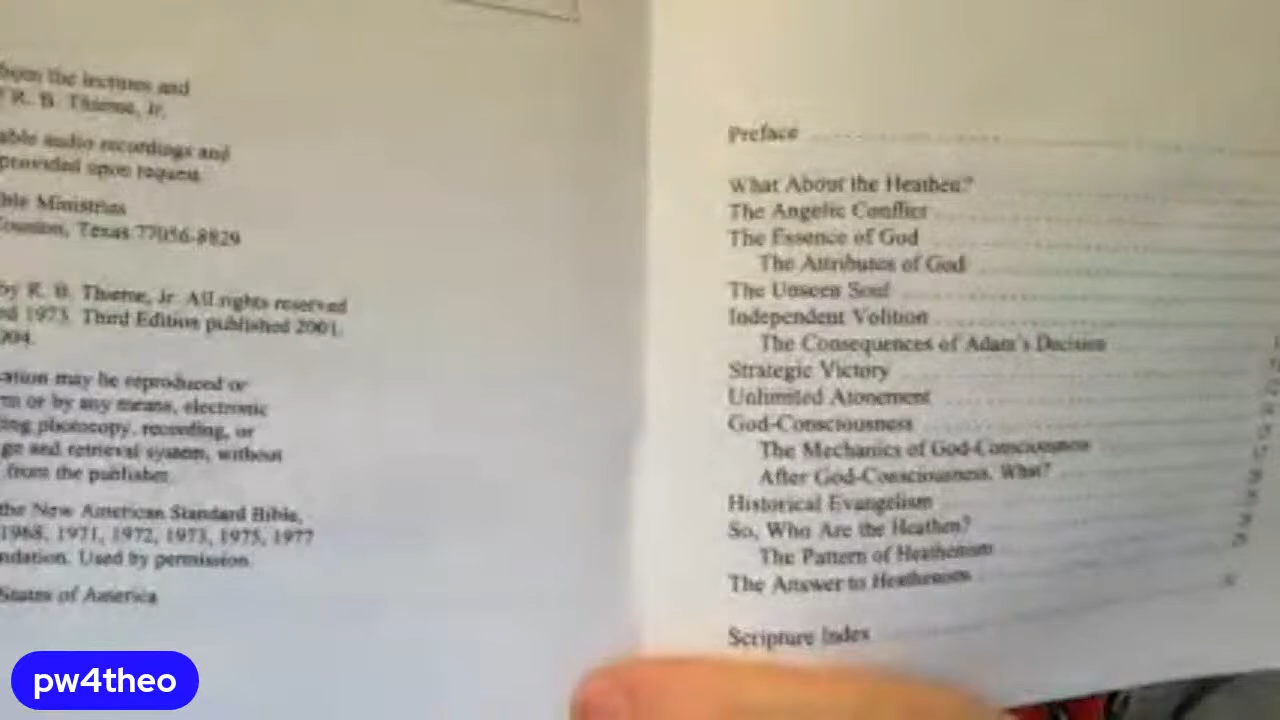 from the lectures and
R. B. Thieme, Jr.
able audio recordings and
provided upon request.
ble Ministries
Houston, Texas 77056-8829
by R. B. Thieme, Jr. All rights reserved
ed 1973. Third Edition published 2001.
004.
ation may be reproduced or
rm or by any means, electronic
ing photocopy, recording, or
ge and retrieval system, without
from the publisher.
the New American Standard Bible,
1968, 1971, 1972, 1973, 1975, 1977
ndation. Used by permission.
States of America
Preface
What About the Heathen?
The Angelic Conflict
The Essence of God
The Attributes of God
The Unseen Soul
Independent Volition
The Consequences of Adam's Decision
Strategic Victory
Unlimited Atonement
God-Consciousness
The Mechanics of God-Consciousness
After God-Consciousness, What?
Historical Evangelism
So, Who Are the Heathen?
The Pattern of Heathenism
The Answer to Heathenism
Scripture Index
pw4theo